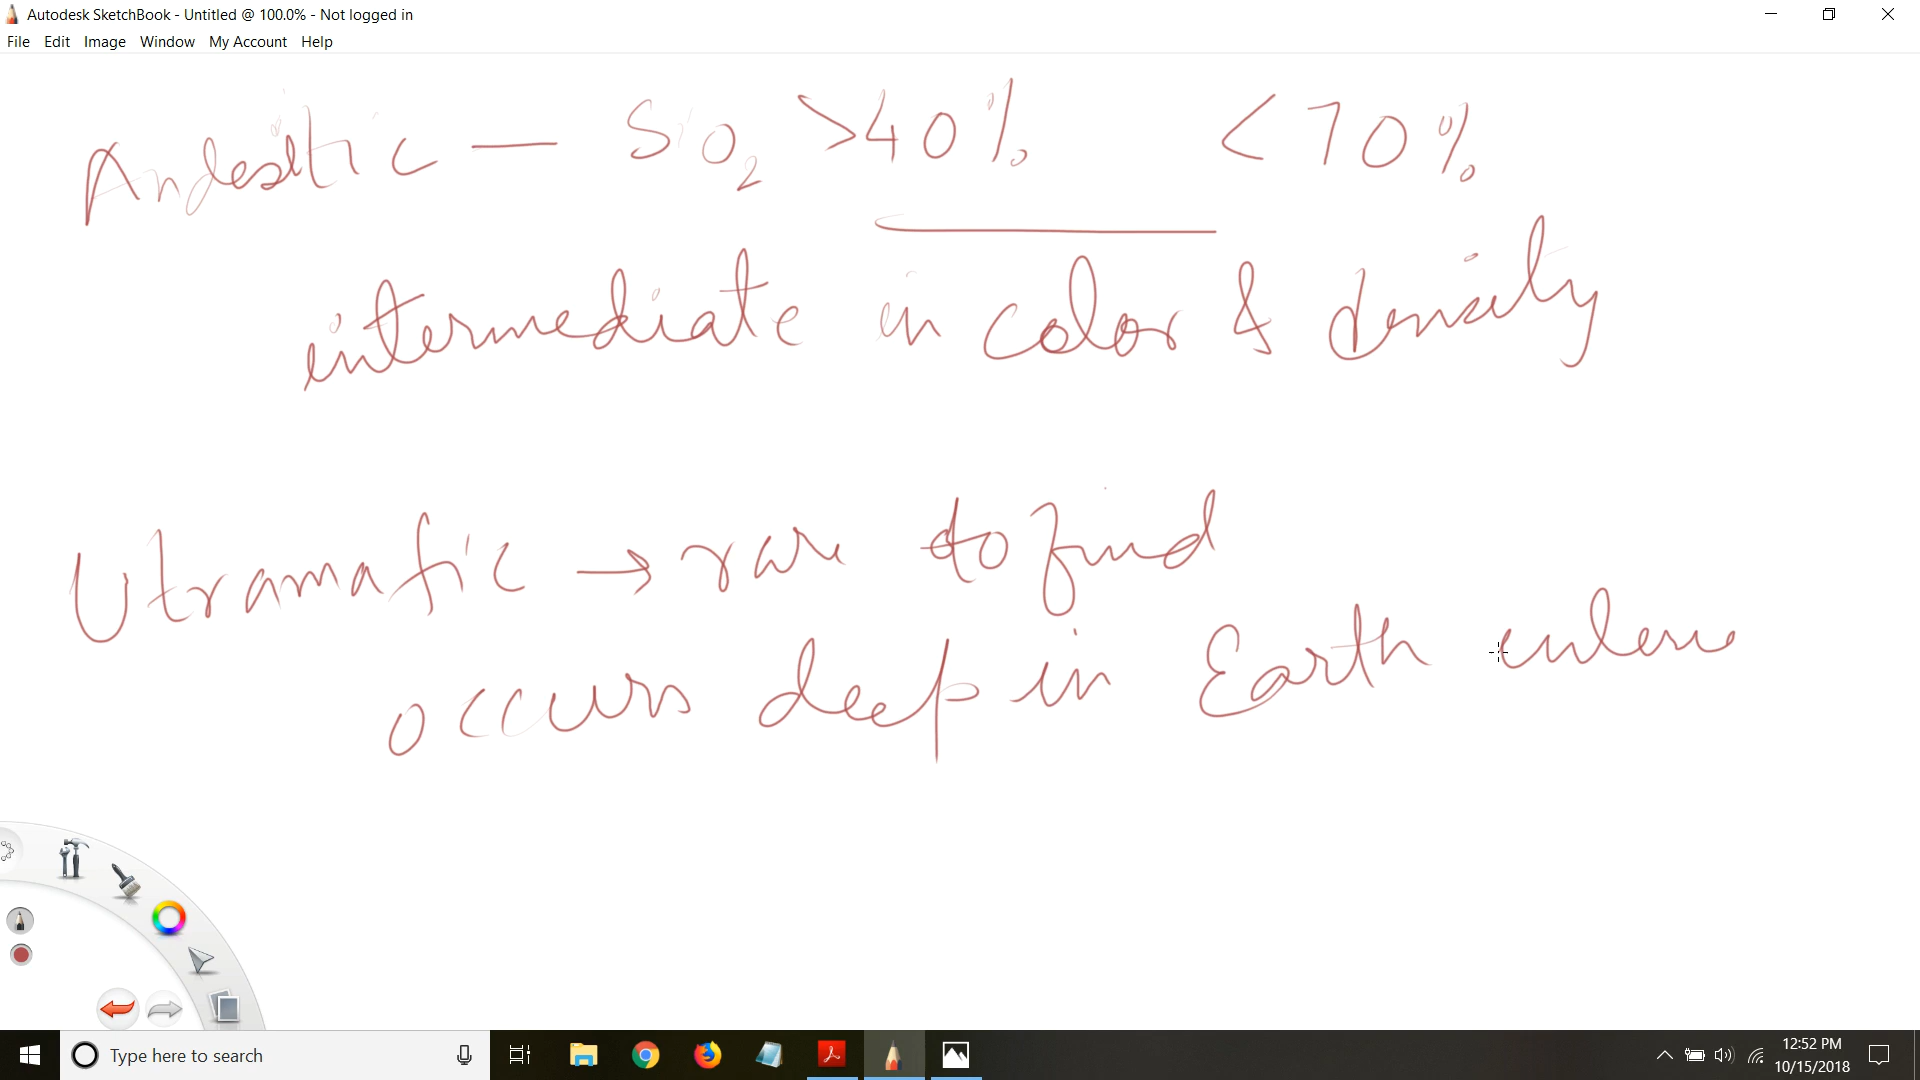 Autodesk SketchBook - Untitled @ 100.0% - Not logged in
File Edit Image Window My Account Help
Andesitic — SiO2 >40% <70%
intermediate in color & density
Utramafic → rare to find
occurs deep in Earth
Type here to search
12:52 PM
10/15/2018